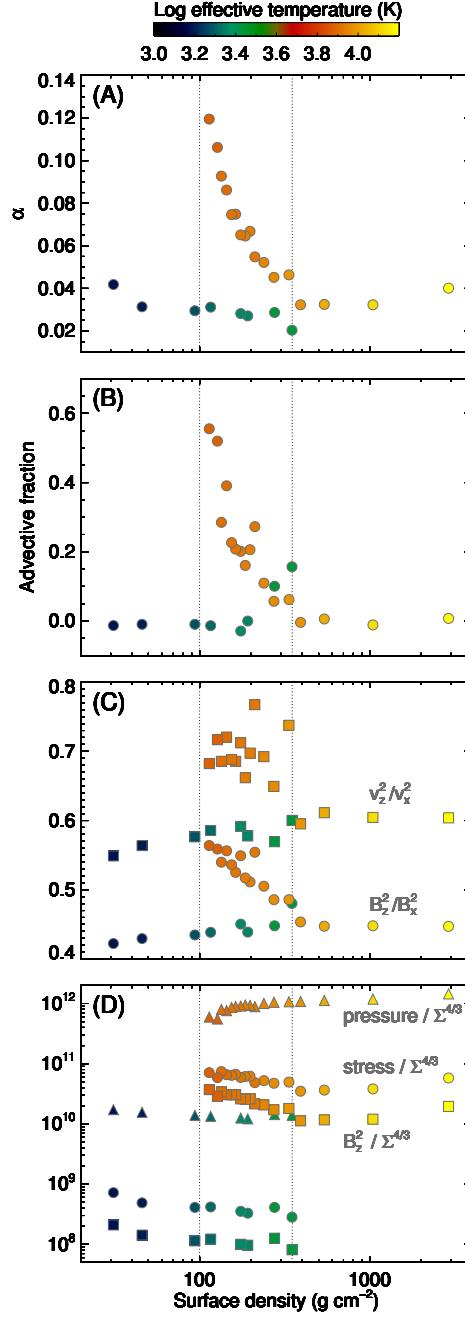 Log effective temperature (K)
3.0 3.2 3.4 3.6 3.8 4.0
(A)
0.14
0.12
0.10
0.08
0.06
0.04
0.02
α
(B)
0.6
0.4
0.2
0.0
Advective fraction
(C)
0.8
0.7
0.6
0.5
0.4
v_z^2/v_x^2
B_z^2/B_x^2
(D)
10^12
10^11
10^10
10^9
10^8
pressure / Σ^4/3
stress / Σ^4/3
B_z^2 / Σ^4/3
100 1000
Surface density (g cm^-2)